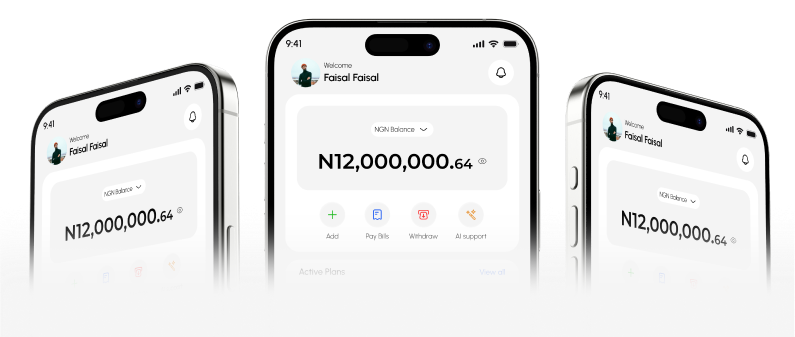 9:41
Welcome
Faisal Faisal
NGN Balance
N12,000,000.64
9:41
Welcome
Faisal Faisal
NGN Balance
N12,000,000.64
Add Pay Bills Withdraw AI support
Active Plans View all
9:41
Welcome
Faisal Faisal
NGN Balance
N12,000,000.64